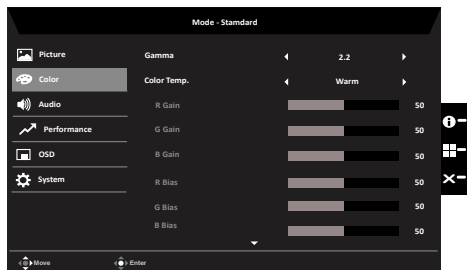 Mode - Standard
Picture
Gamma 2.2
Color
Color Temp. Warm
Audio
R Gain 50
Performance
G Gain 50
OSD
B Gain 50
System
R Bias 50
G Bias 50
B Bias 50
Move Enter